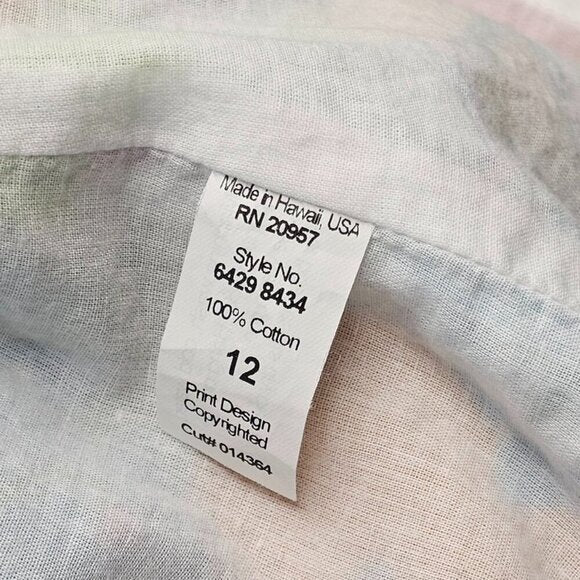 Made in Hawaii, USA
RN 20957
Style No.
6429 8434
100% Cotton
12
Print Design
Copyrighted
Cut# 014364